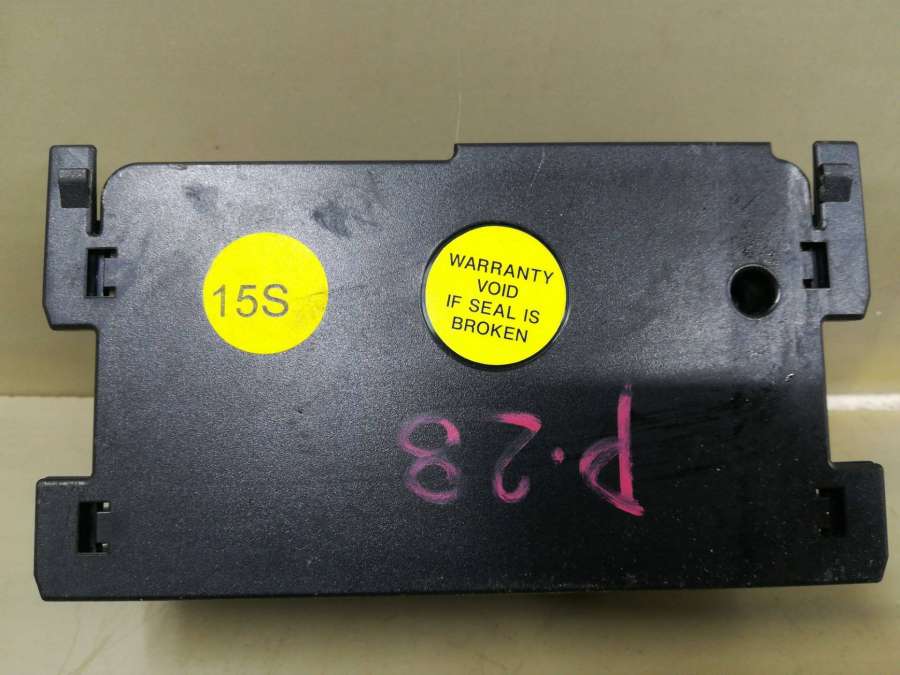 15S
WARRANTY
VOID
IF SEAL IS
BROKEN
P.28